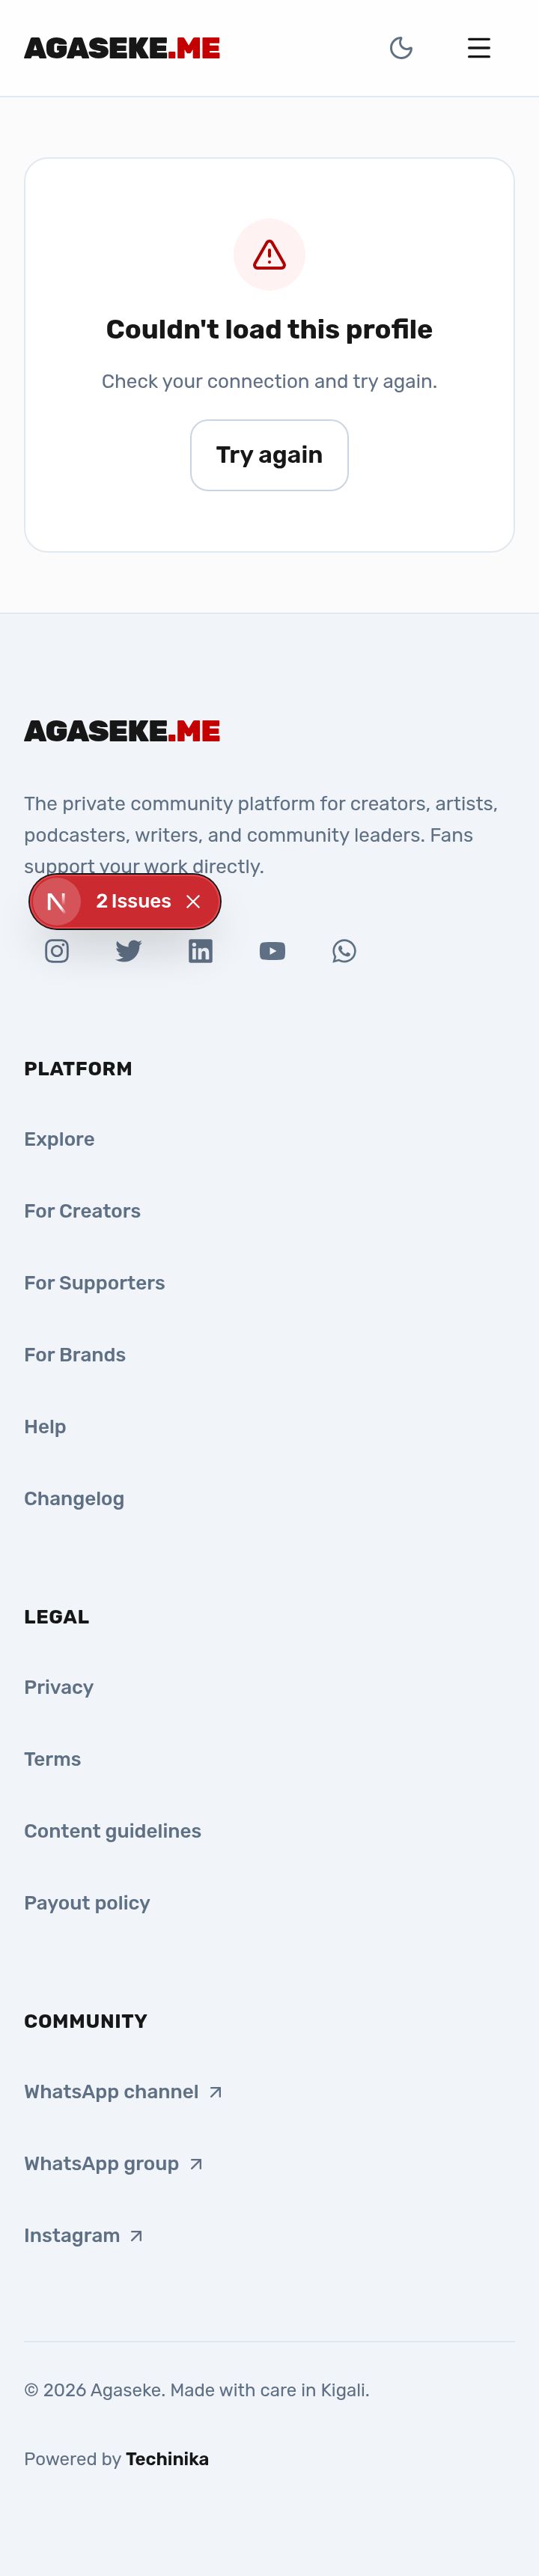 AGASEKE.ME
Couldn't load this profile
Check your connection and try again.
Try again
AGASEKE.ME
The private community platform for creators, artists,
podcasters, writers, and community leaders. Fans
support your work directly.
N 2 Issues
PLATFORM
Explore
For Creators
For Supporters
For Brands
Help
Changelog
LEGAL
Privacy
Terms
Content guidelines
Payout policy
COMMUNITY
WhatsApp channel
WhatsApp group
Instagram
© 2026 Agaseke. Made with care in Kigali.
Powered by Techinika